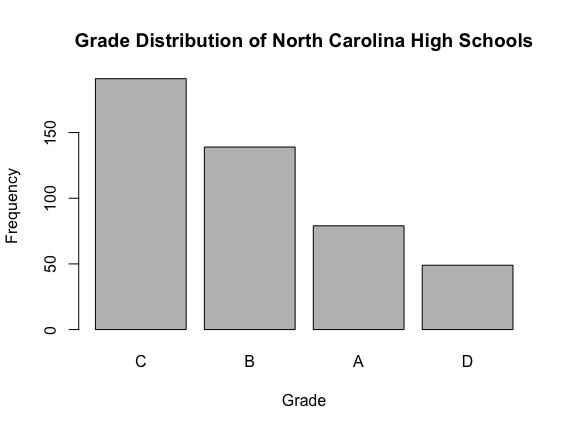 Grade Distribution of North Carolina High Schools
Frequency
150
100
50
0
C B A D
Grade